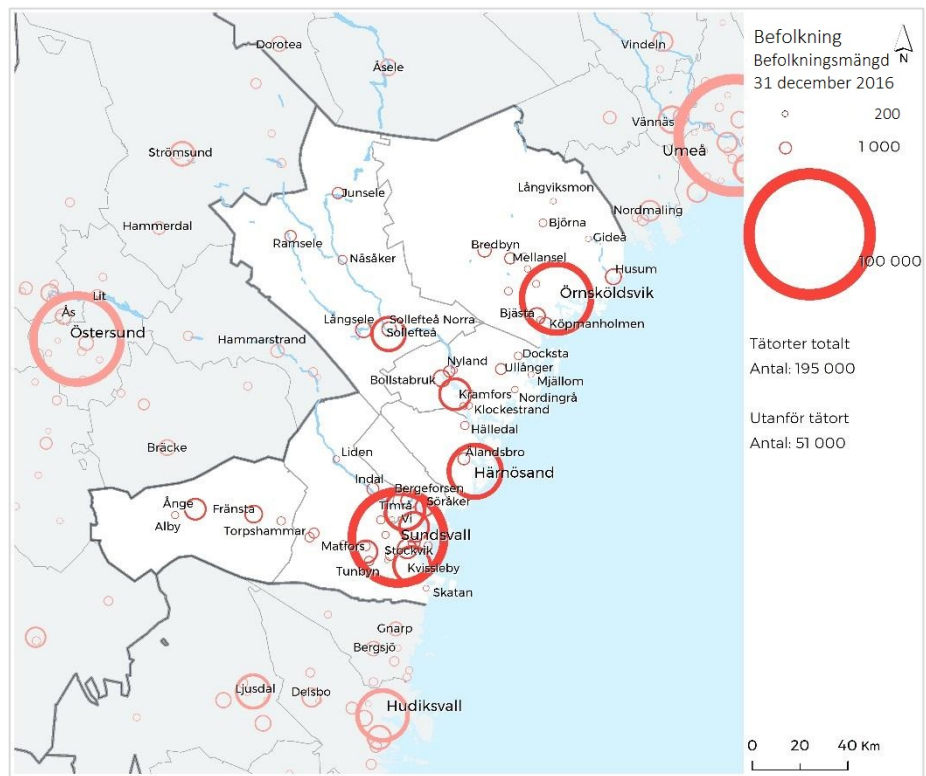 Befolkning
Befolkningsmängd
31 december 2016
N
200
1 000
100 000
Tätorter totalt
Antal: 195 000
Utanför tätort
Antal: 51 000
0 20 40 Km
Dorotea
Åsele
Vindeln
Vännäs
Umeå
Strömsund
Junsele
Långviksmon
Nordmaling
Hammerdal
Björna
Ramsele
Gideå
Bredbyn
Näsåker
Mellansel
Husum
Lit
Örnsköldsvik
Ås
Östersund
Långsele
Sollefteå Norra
Sollefteå
Bjästa
Köpmanholmen
Hammarstrand
Docksta
Nyland
Ullånger
Bollstabruk
Mjällom
Kramfors
Nordingrå
Klockestrand
Hälledal
Bräcke
Liden
Ålandsbro
Härnösand
Indal
Bergeforsen
Ånge
Fränsta
Timrå
Söråker
Alby
Torpshammar
Vi
Sundsvall
Matfors
Stockvik
Tunbyn
Kvissleby
Skatan
Gnarp
Bergsjö
Ljusdal
Delsbo
Hudiksvall